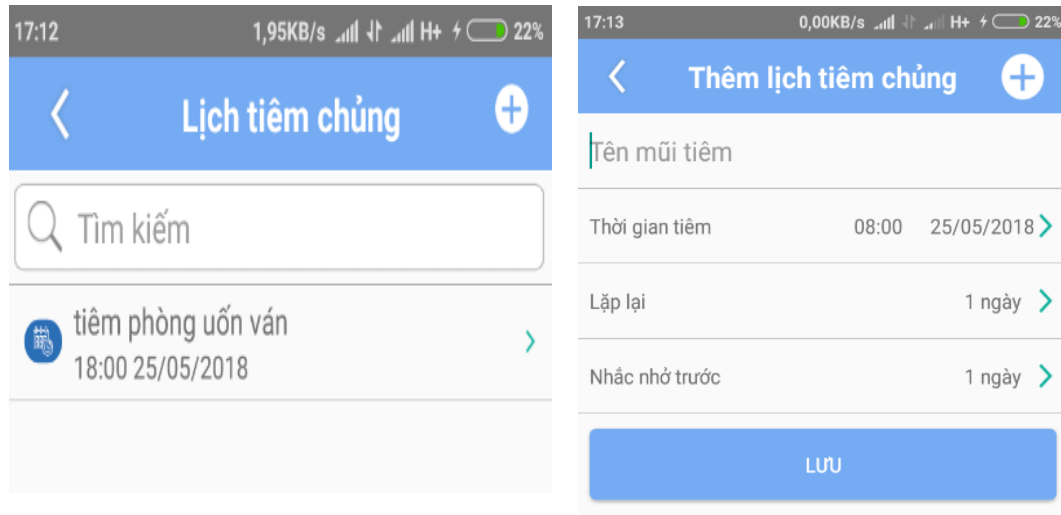 17:12 1,95KB/s H+ 22%
Lịch tiêm chủng
Tìm kiếm
tiêm phòng uốn ván
18:00 25/05/2018
17:13 0,00KB/s H+ 22%
Thêm lịch tiêm chủng
Tên mũi tiêm
Thời gian tiêm 08:00 25/05/2018
Lặp lại 1 ngày
Nhắc nhở trước 1 ngày
LƯU